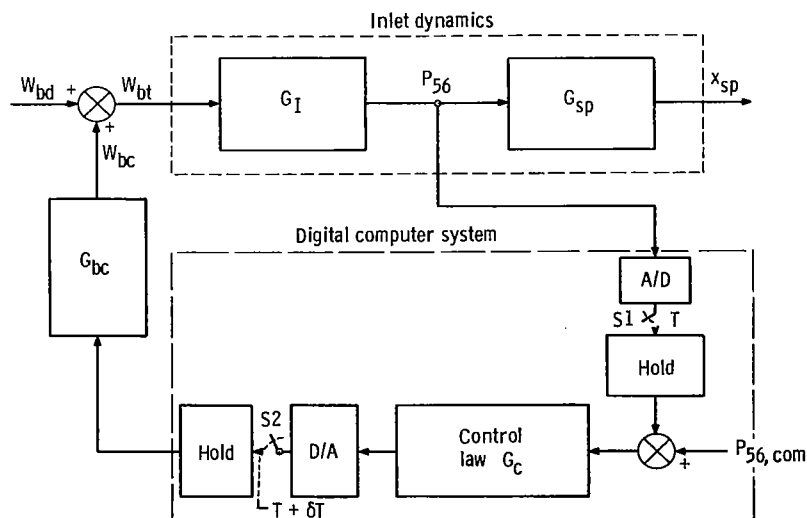 Inlet dynamics
W_bd + W_bt G_I P_56 G_sp x_sp
+
W_bc
G_bc
Digital computer system
A/D
S1 T
Hold
Hold S2 D/A Control law G_c + P_56, com
T + δT